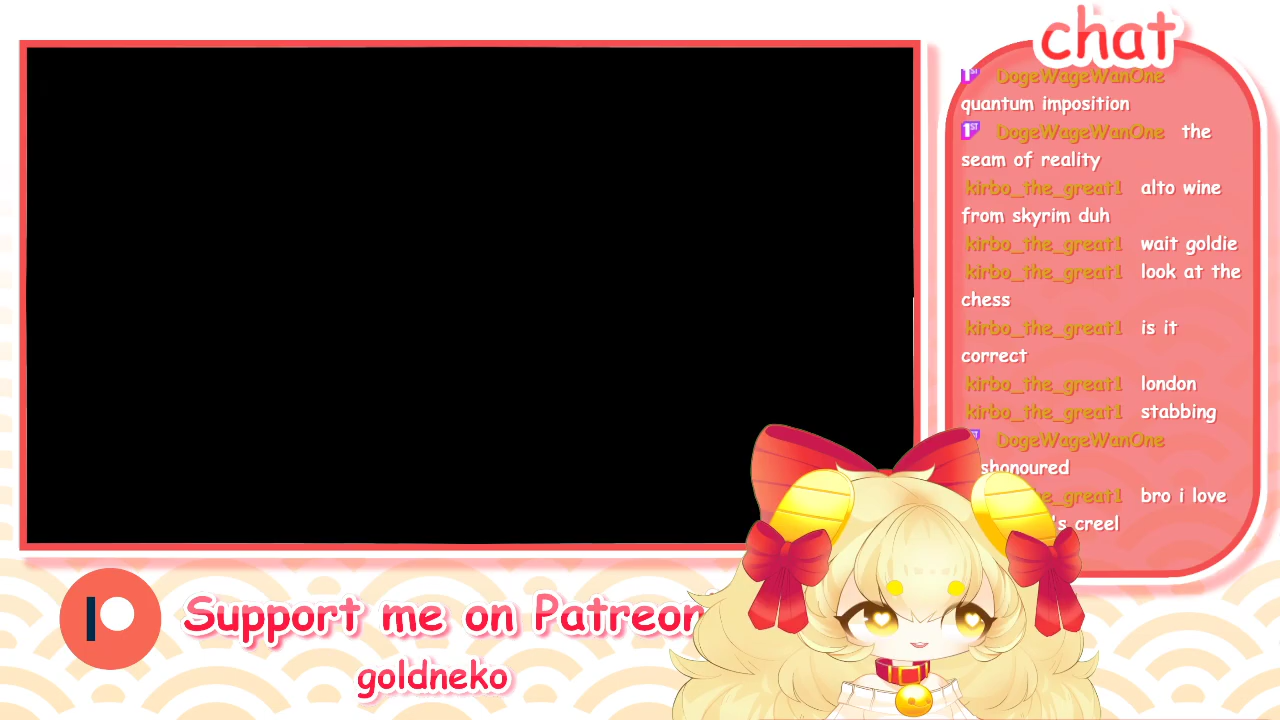 chat
DogeWageWanOne
quantum imposition
DogeWageWanOne the
seam of reality
kirbo_the_great1 alto wine
from skyrim duh
kirbo_the_great1 wait goldie
kirbo_the_great1 look at the
chess
kirbo_the_great1 is it
correct
kirbo_the_great1 london
kirbo_the_great1 stabbing
DogeWageWanOne
shonoured
e_great1 bro i love
's creel
Support me on Patreon
goldneko